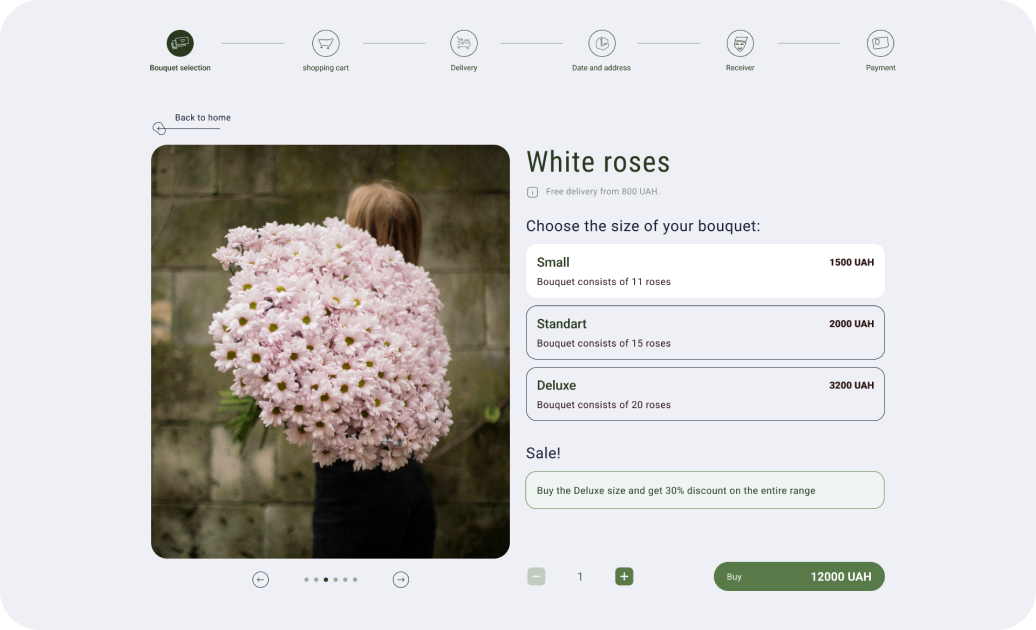 Bouquet selection
shopping cart
Delivery
Date and address
Receiver
Payment
Back to home
White roses
Free delivery from 800 UAH.
Choose the size of your bouquet:
Small
1500 UAH
Bouquet consists of 11 roses
Standart
2000 UAH
Bouquet consists of 15 roses
Deluxe
3200 UAH
Bouquet consists of 20 roses
Sale!
Buy the Deluxe size and get 30% discount on the entire range
1
Buy
12000 UAH